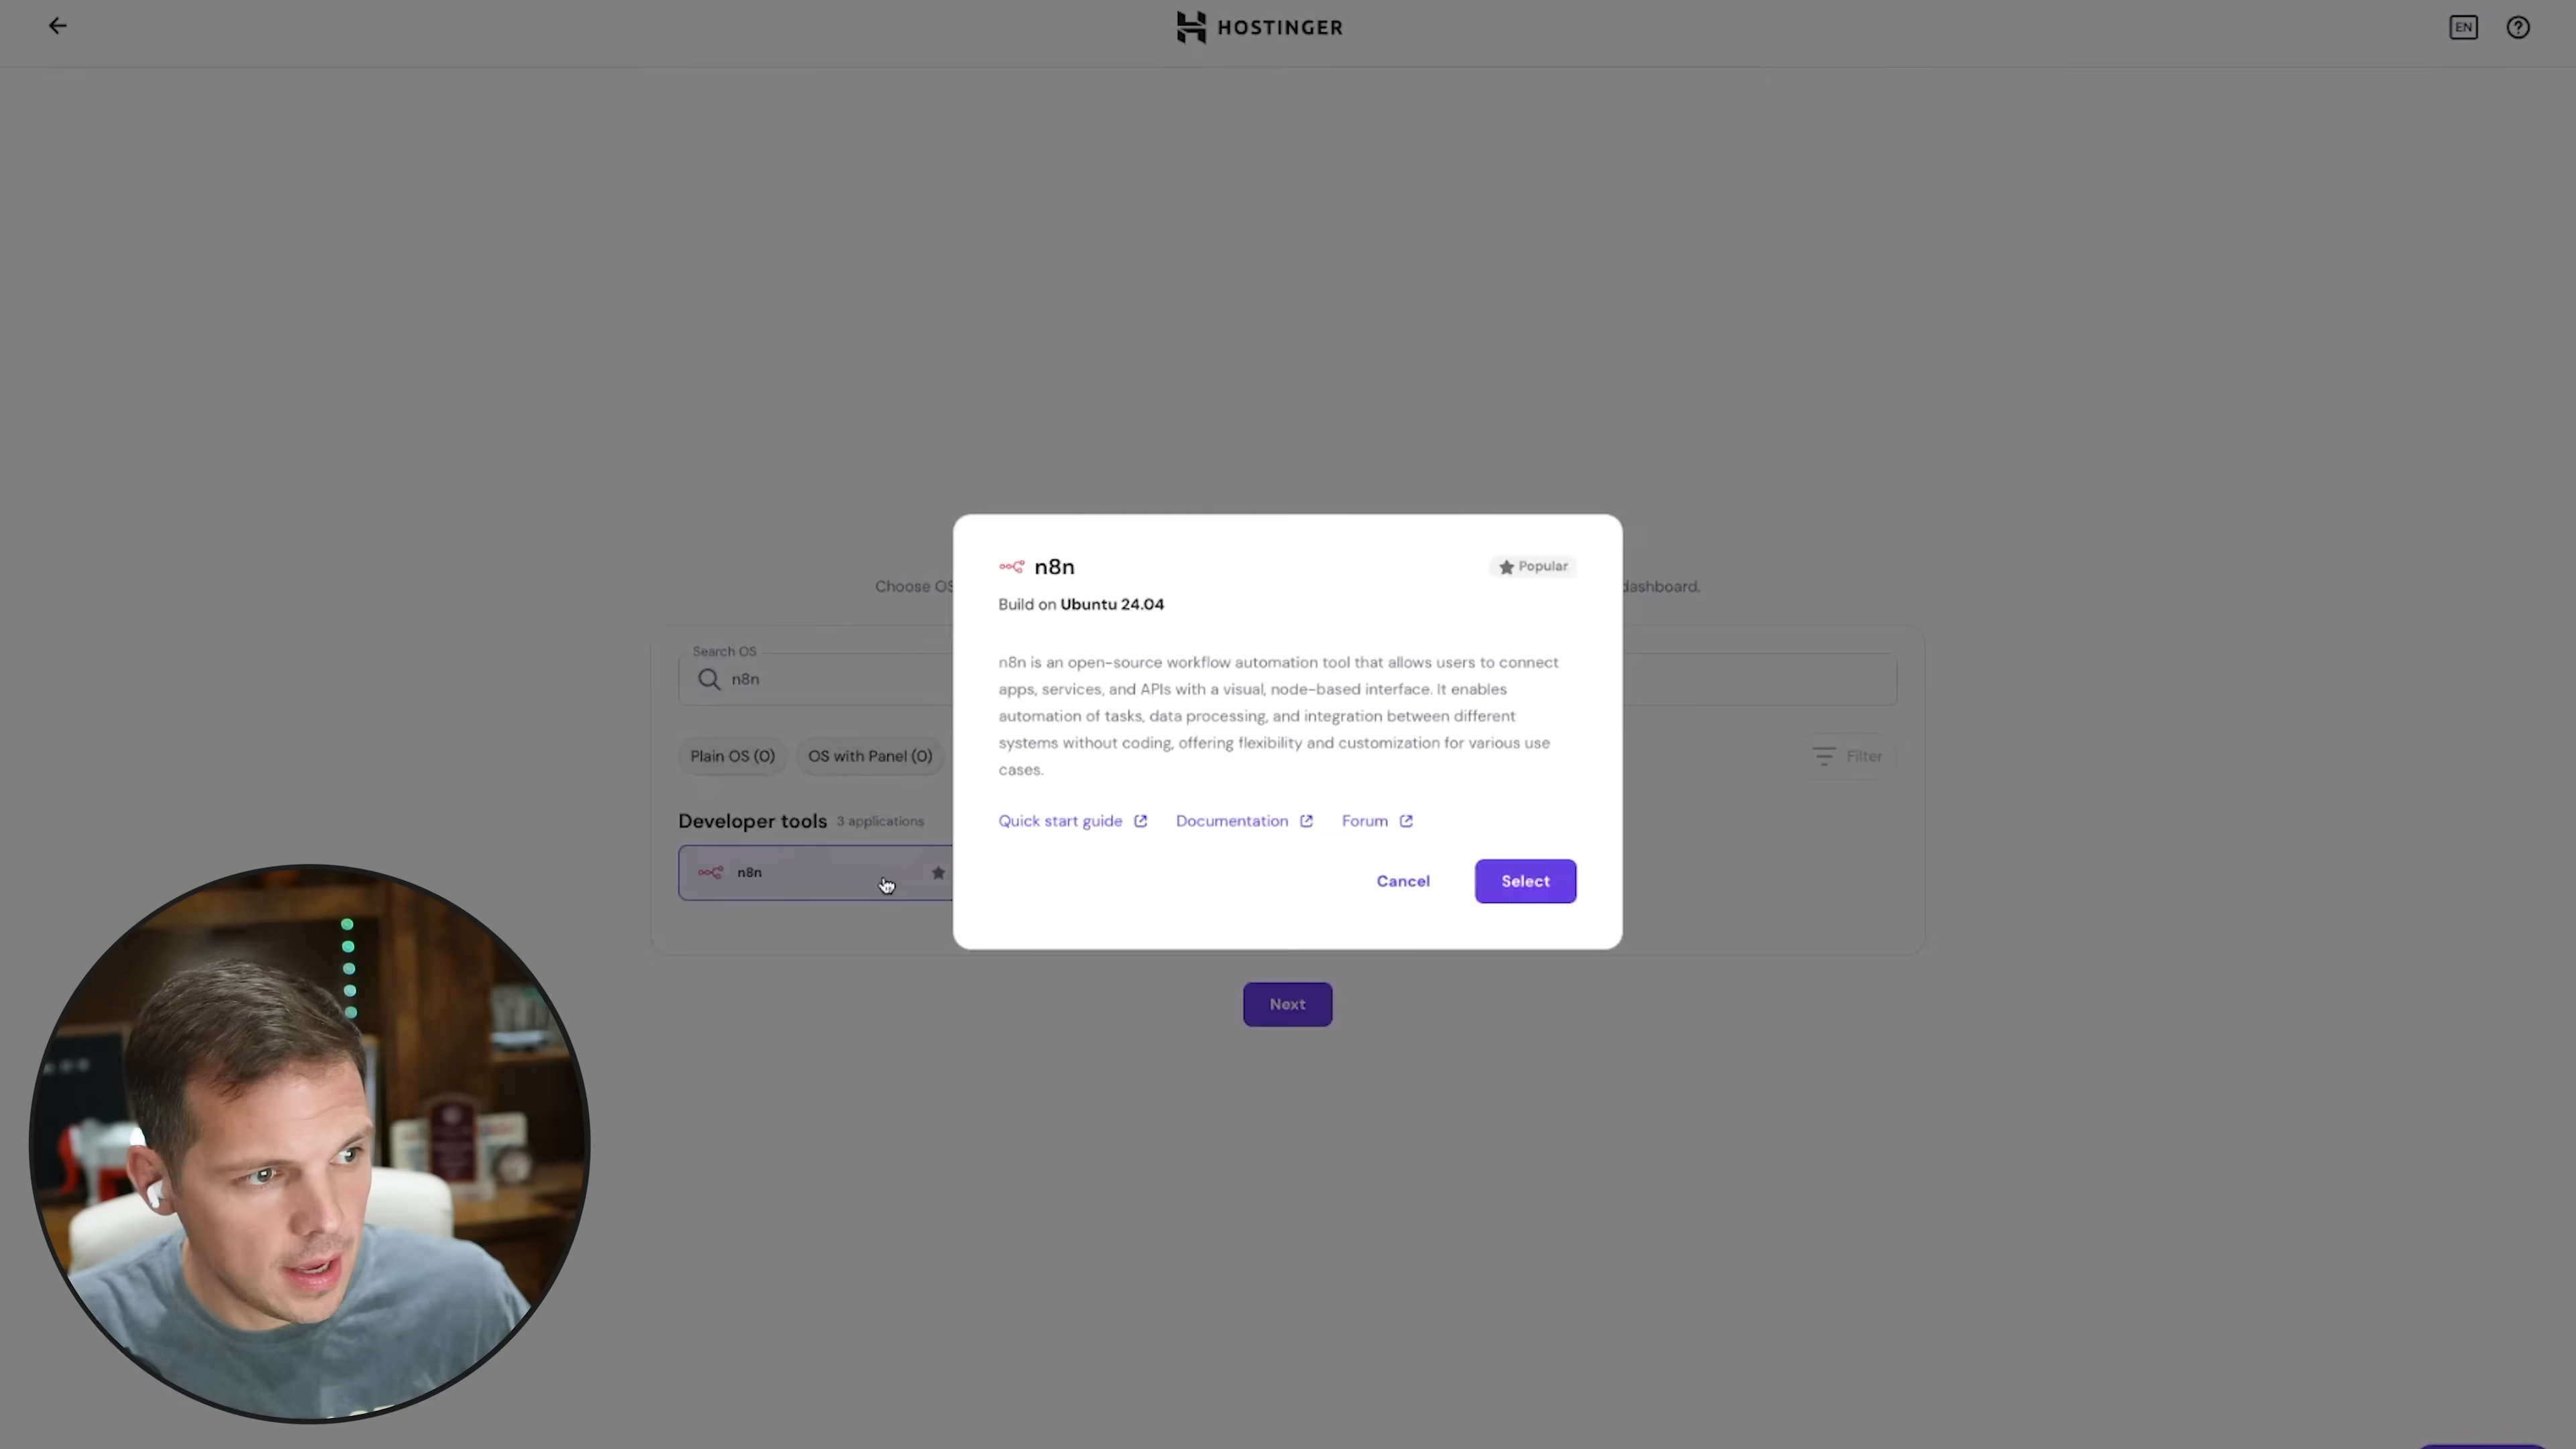 HOSTINGER
EN
n8n
Popular
Build on Ubuntu 24.04
n8n is an open-source workflow automation tool that allows users to connect
apps, services, and APIs with a visual, node-based interface. It enables
automation of tasks, data processing, and integration between different
systems without coding, offering flexibility and customization for various use
cases.
Quick start guide
Documentation
Forum
Cancel
Select
Choose OS
dashboard.
Search OS
n8n
Plain OS (0)
OS with Panel (0)
Filter
Developer tools 3 applications
n8n
Next